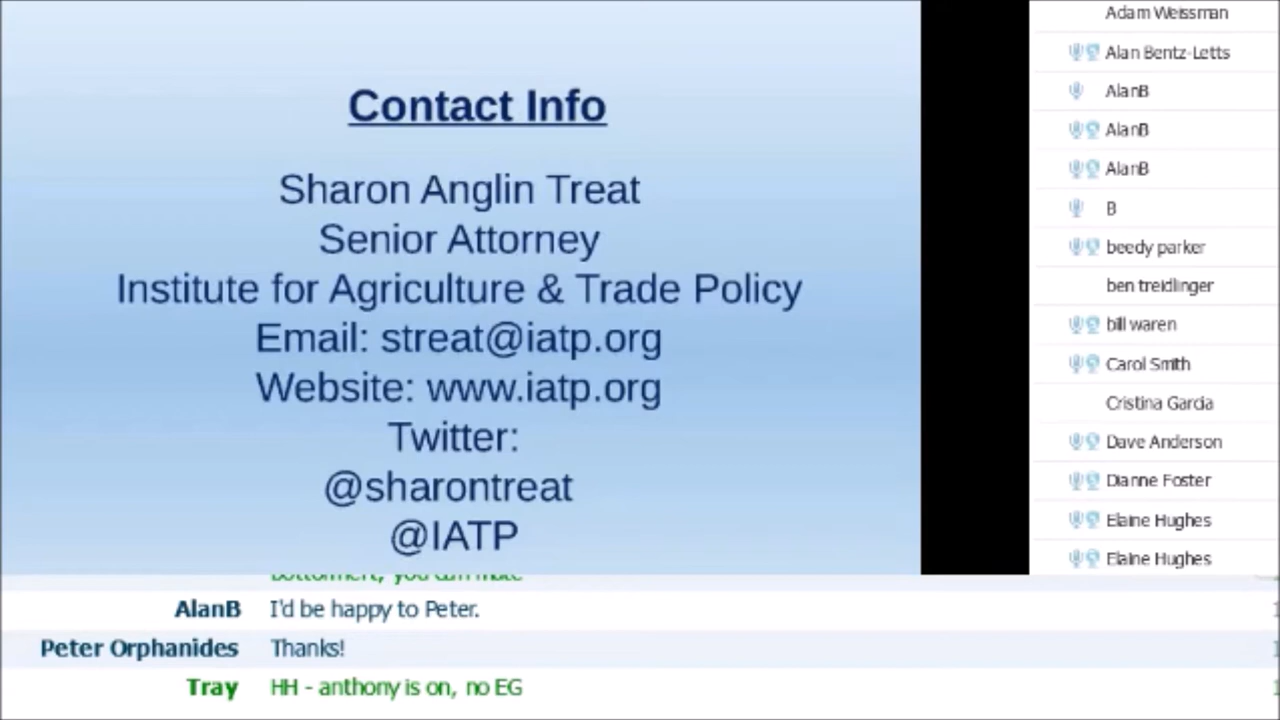 Contact Info
Sharon Anglin Treat
Senior Attorney
Institute for Agriculture & Trade Policy
Email: streat@iatp.org
Website: www.iatp.org
Twitter:
@sharontreat
@IATP
Adam Weissman
Alan Bentz-Letts
AlanB
AlanB
AlanB
B
beedy parker
ben treidlinger
bill waren
Carol Smith
Cristina Garcia
Dave Anderson
Dianne Foster
Elaine Hughes
Elaine Hughes
AlanB I'd be happy to Peter.
Peter Orphanides Thanks!
Tray HH - anthony is on, no EG